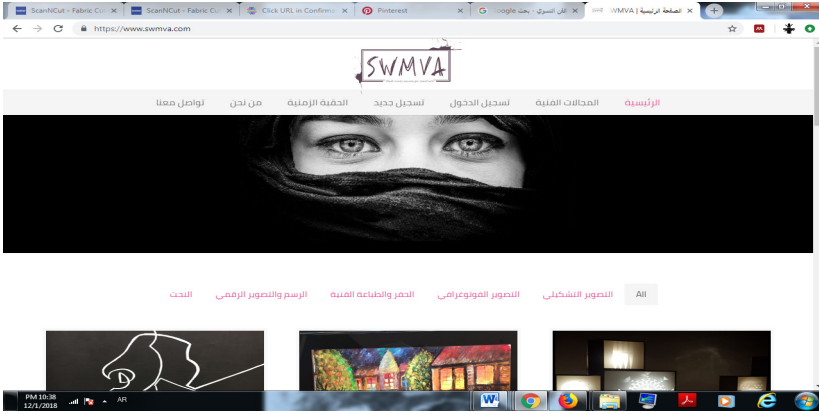 ScanNCut - Fabric Cu
ScanNCut - Fabric Cu
Click URL in Confirma
Pinterest
الصفحة الرئيسية | WMVA
https://www.swmva.com
SWMVA
الرئيسية المجالات الفنية تسجيل الدخول تسجيل جديد الحقبة الزمنية من نحن تواصل معنا
All التصوير التشكيلي التصوير الفوتوغرافي الحفر والطباعة الفنية الرسم والتصوير الرقمي النحت
PM 10:38
12/1/2018
AR